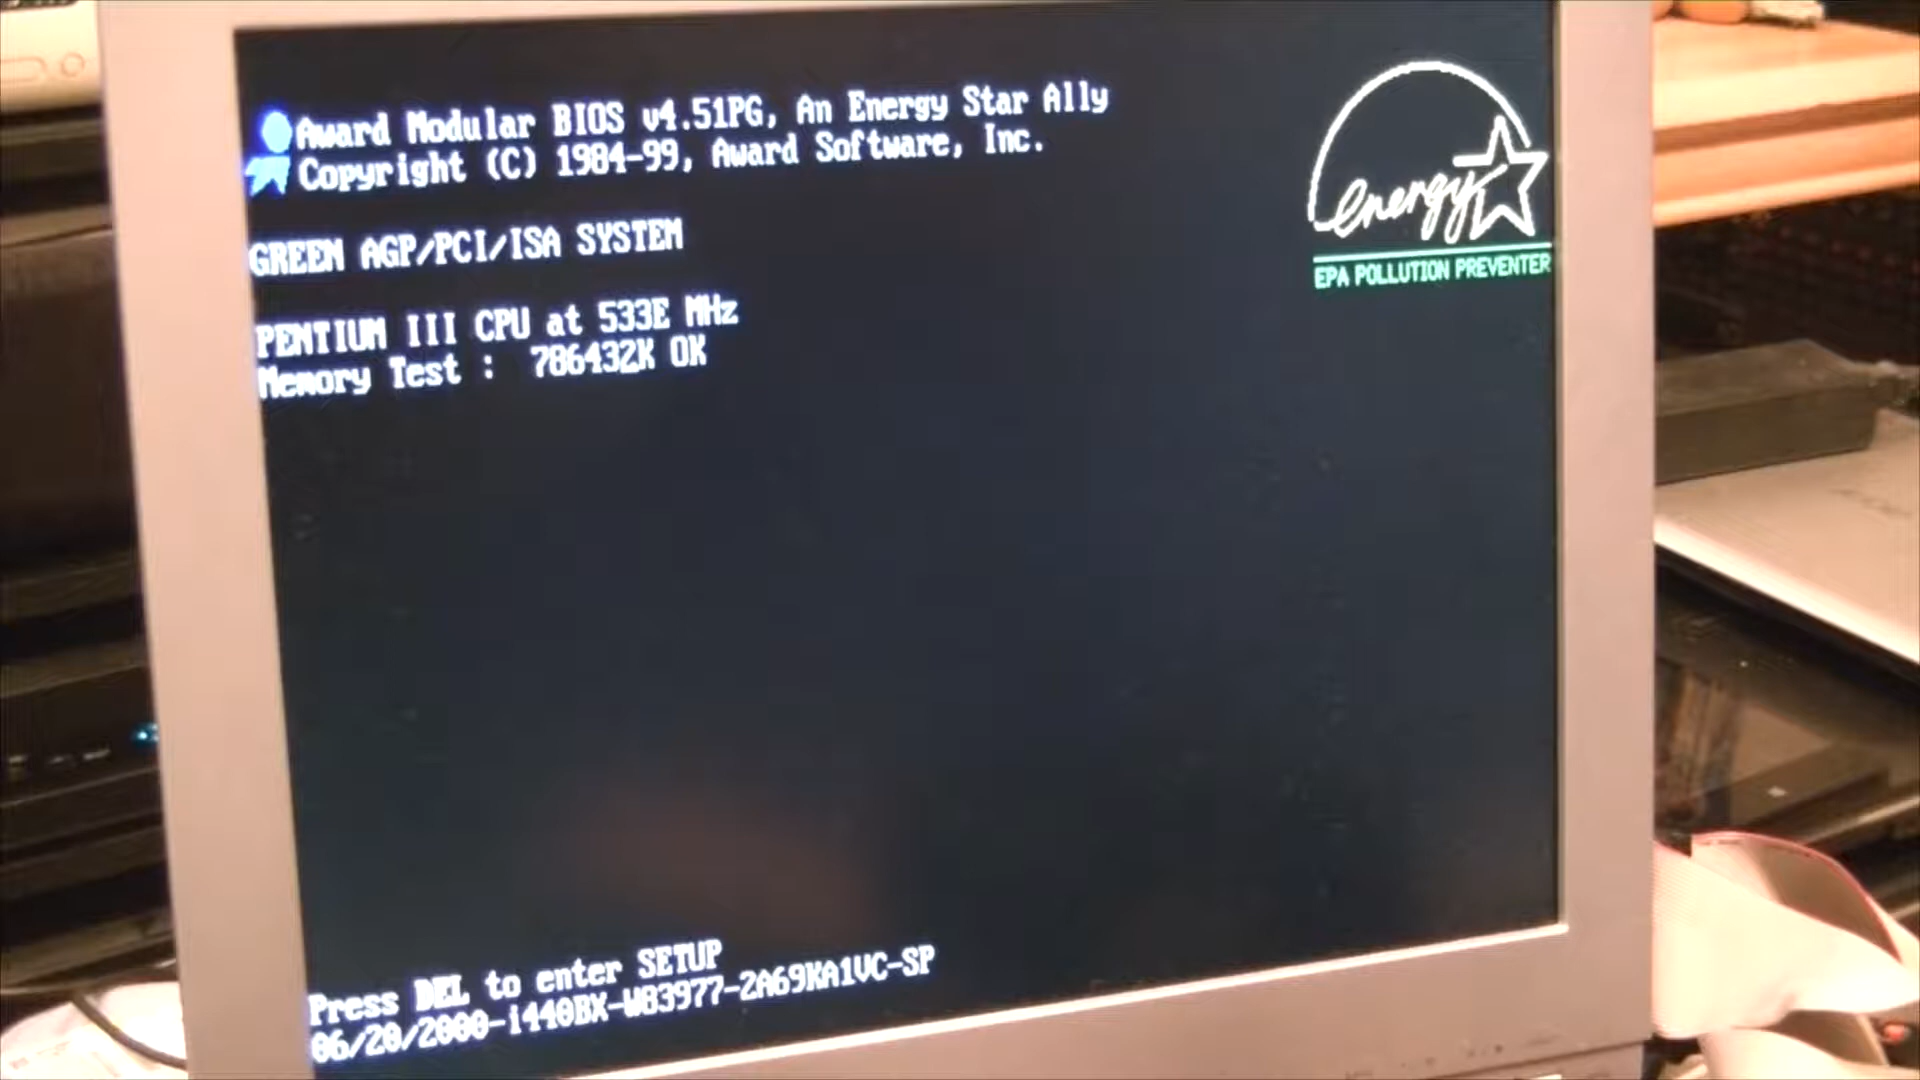 Award Modular BIOS v4.51PG, An Energy Star Ally
Copyright (C) 1984-99, Award Software, Inc.
energy
EPA POLLUTION PREVENTER
GREEN AGP/PCI/ISA SYSTEM
PENTIUM III CPU at 533E MHz
Memory Test :  786432K OK
Press DEL to enter SETUP
06/20/2000-i440BX-W83977-2A69KA1VC-SP